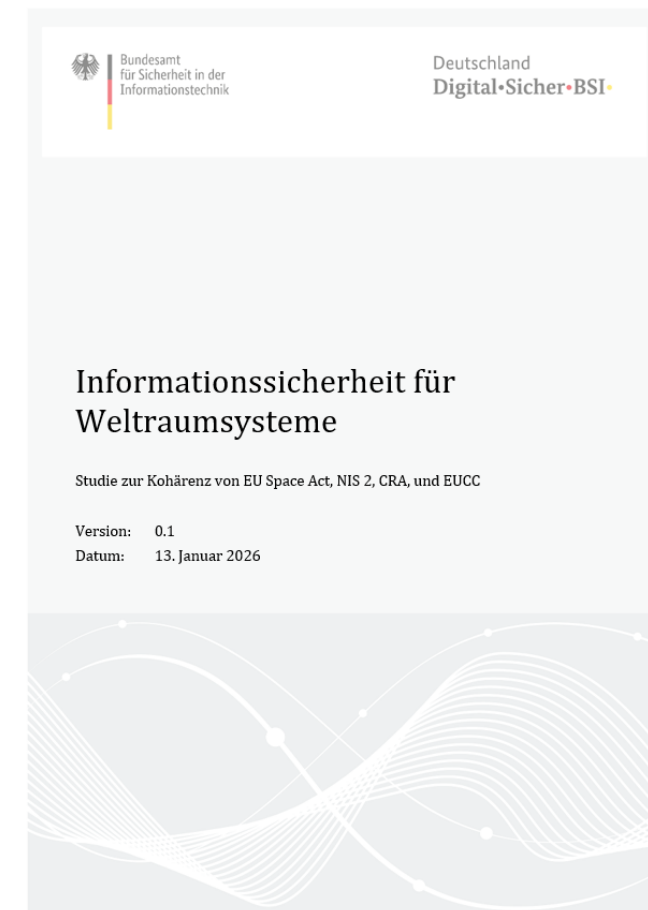 Bundesamt
für Sicherheit in der
Informationstechnik
Deutschland
Digital•Sicher•BSI•
Informationssicherheit für
Weltraumsysteme
Studie zur Kohärenz von EU Space Act, NIS 2, CRA, und EUCC
Version: 0.1
Datum: 13. Januar 2026